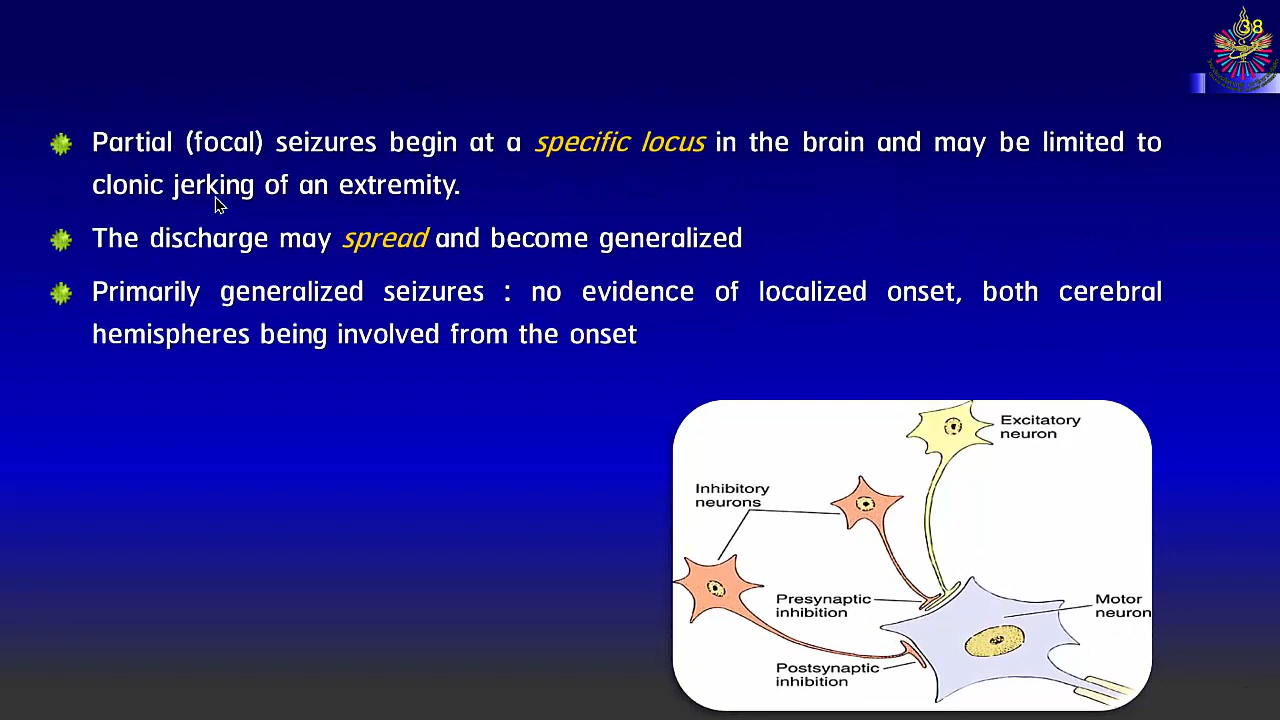 38
Partial (focal) seizures begin at a specific locus in the brain and may be limited to
clonic jerking of an extremity.
The discharge may spread and become generalized
Primarily generalized seizures : no evidence of localized onset, both cerebral
hemispheres being involved from the onset
Excitatory
neuron
Inhibitory
neurons
Presynaptic
inhibition
Motor
neuron
Postsynaptic
inhibition